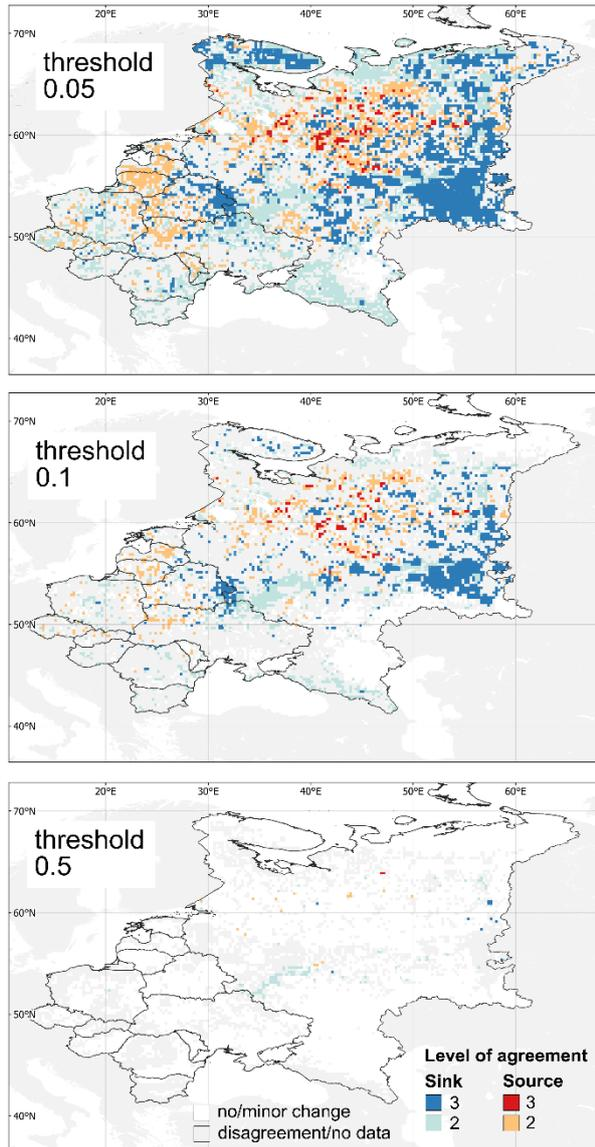 20°E 30°E 40°E 50°E 60°E
70°N
threshold
0.05
60°N
50°N
40°N
20°E 30°E 40°E 50°E 60°E
70°N
threshold
0.1
60°N
50°N
40°N
20°E 30°E 40°E 50°E 60°E
70°N
threshold
0.5
60°N
50°N
40°N
Level of agreement
Sink Source
3 3
2 2
no/minor change
disagreement/no data